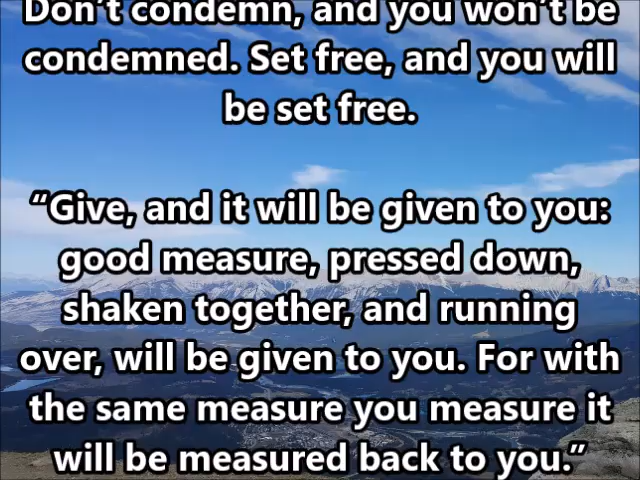 Don't condemn, and you won't be
condemned. Set free, and you will
be set free.
“Give, and it will be given to you:
good measure, pressed down,
shaken together, and running
over, will be given to you. For with
the same measure you measure it
will be measured back to you.”